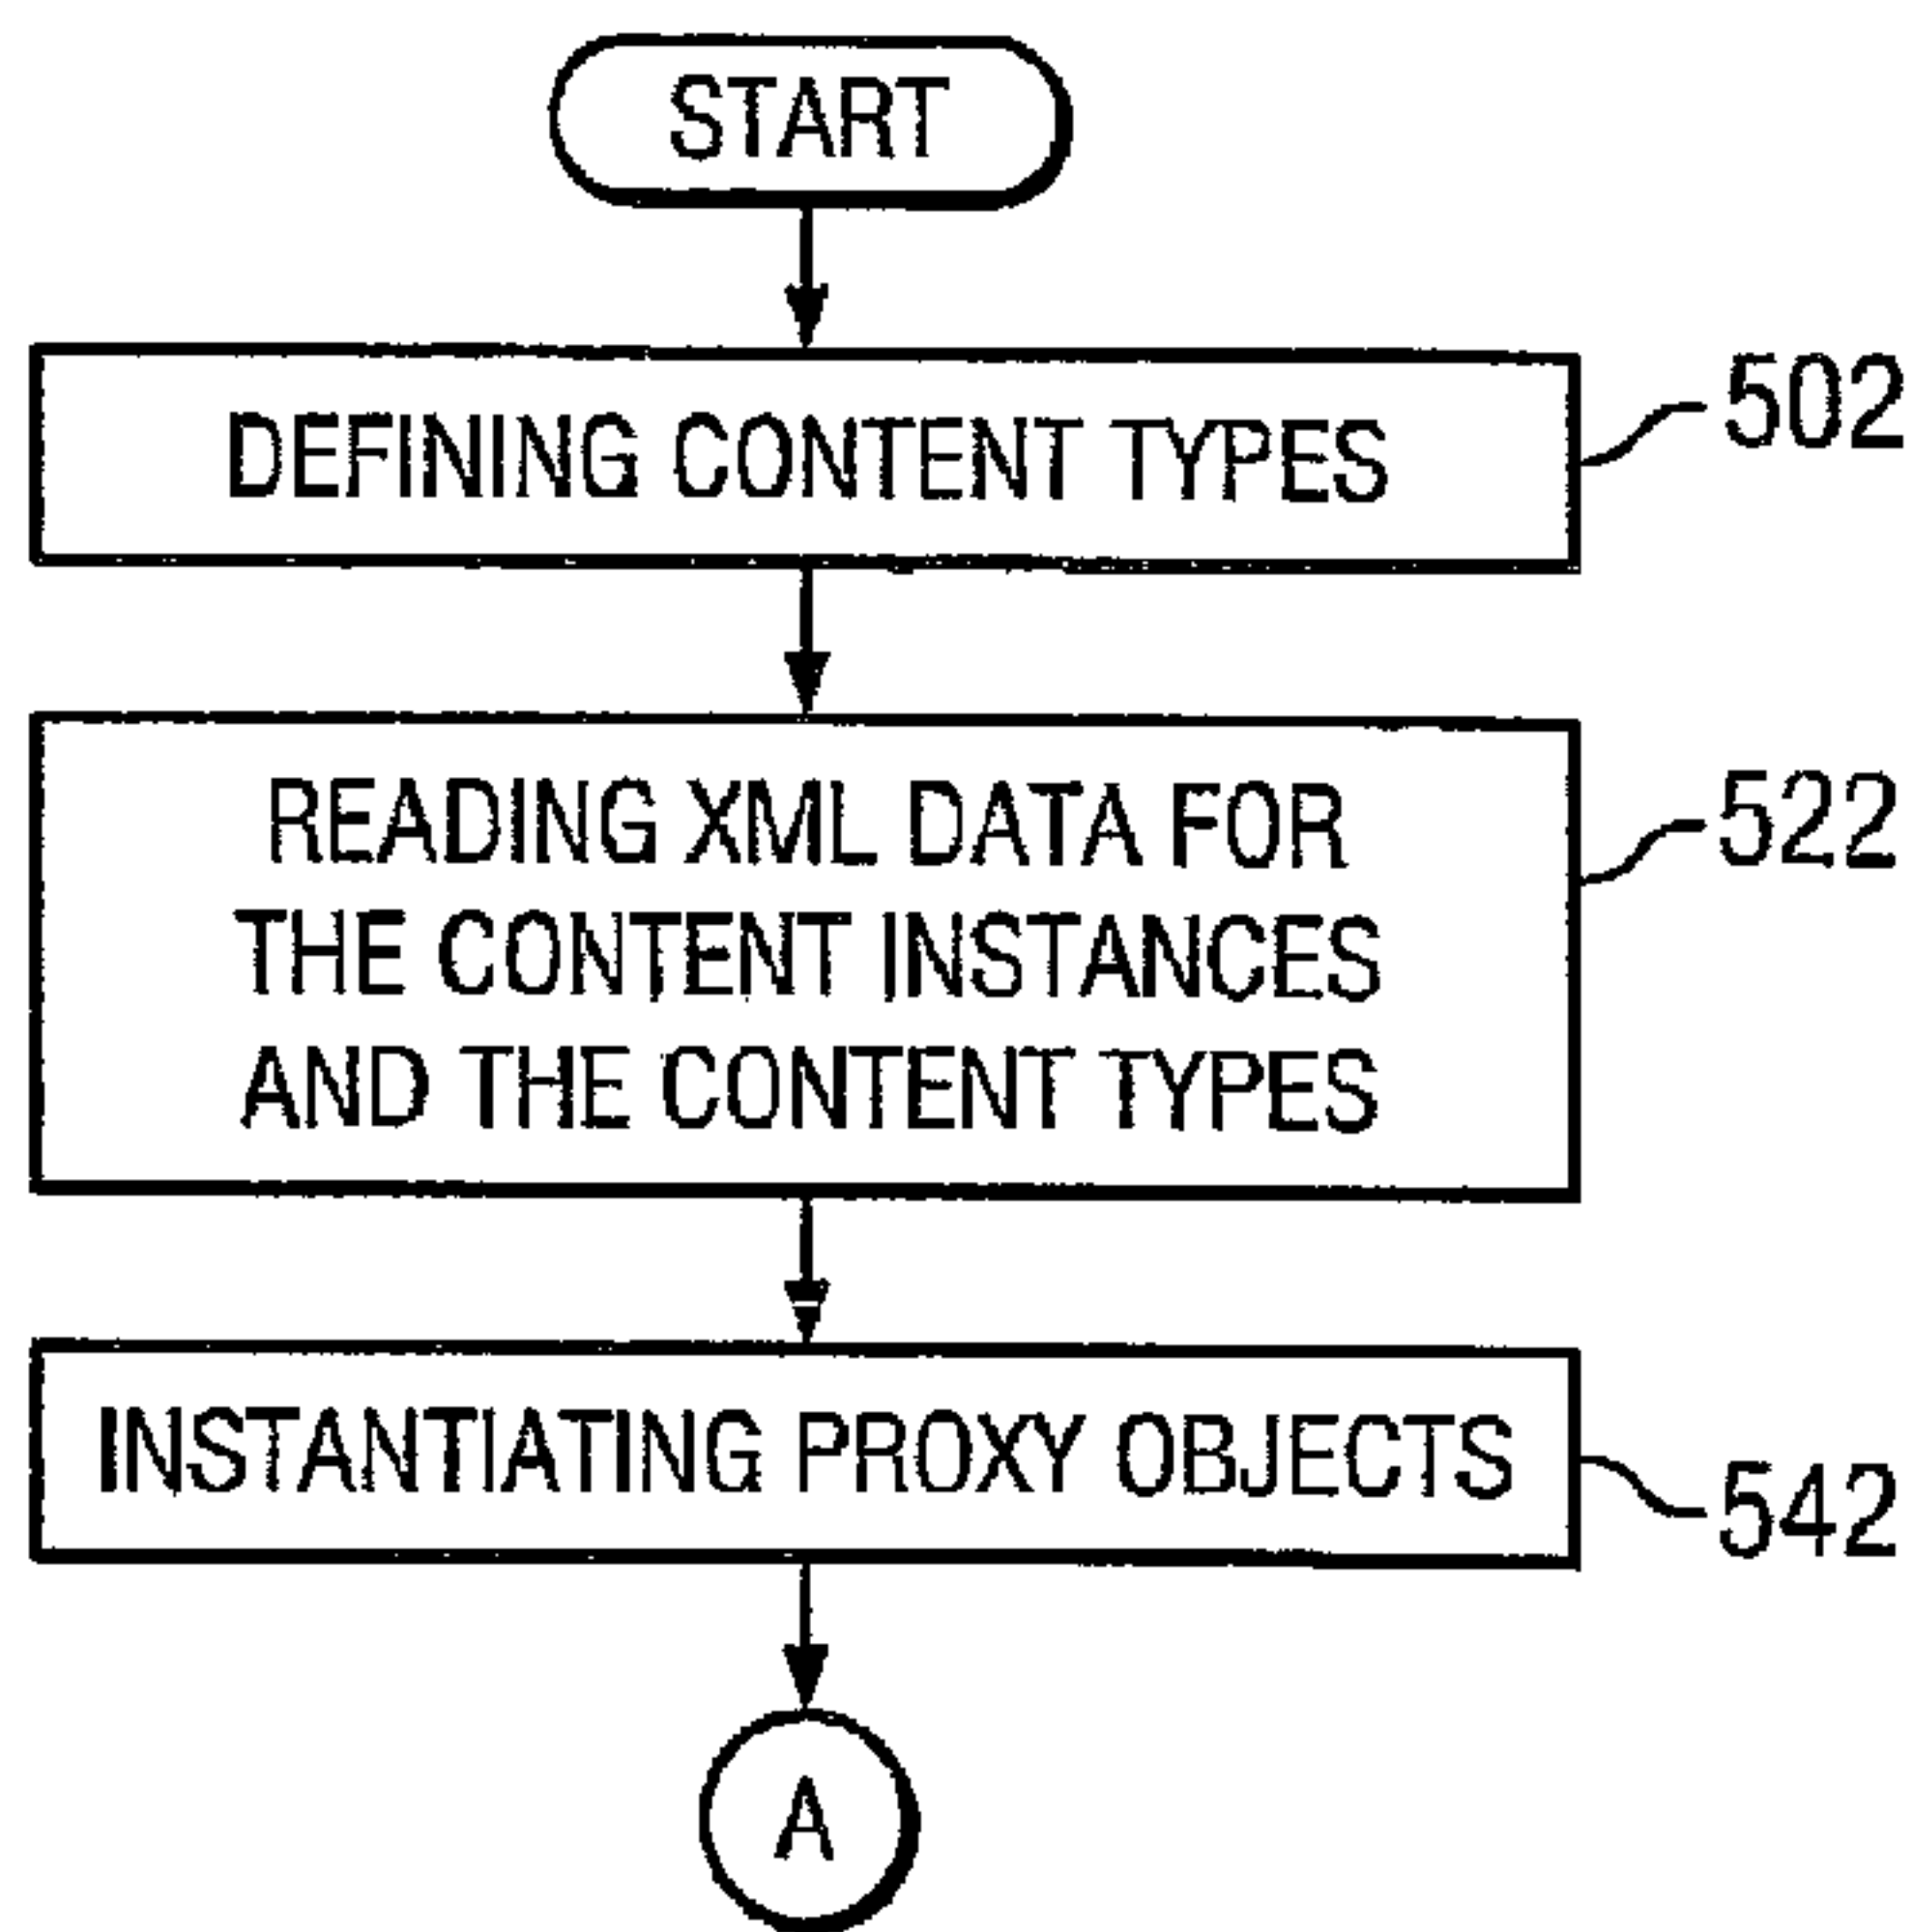 START
DEFINING CONTENT TYPES
502
READING XML DATA FOR
THE CONTENT INSTANCES
AND THE CONTENT TYPES
522
INSTANTIATING PROXY OBJECTS
542
A